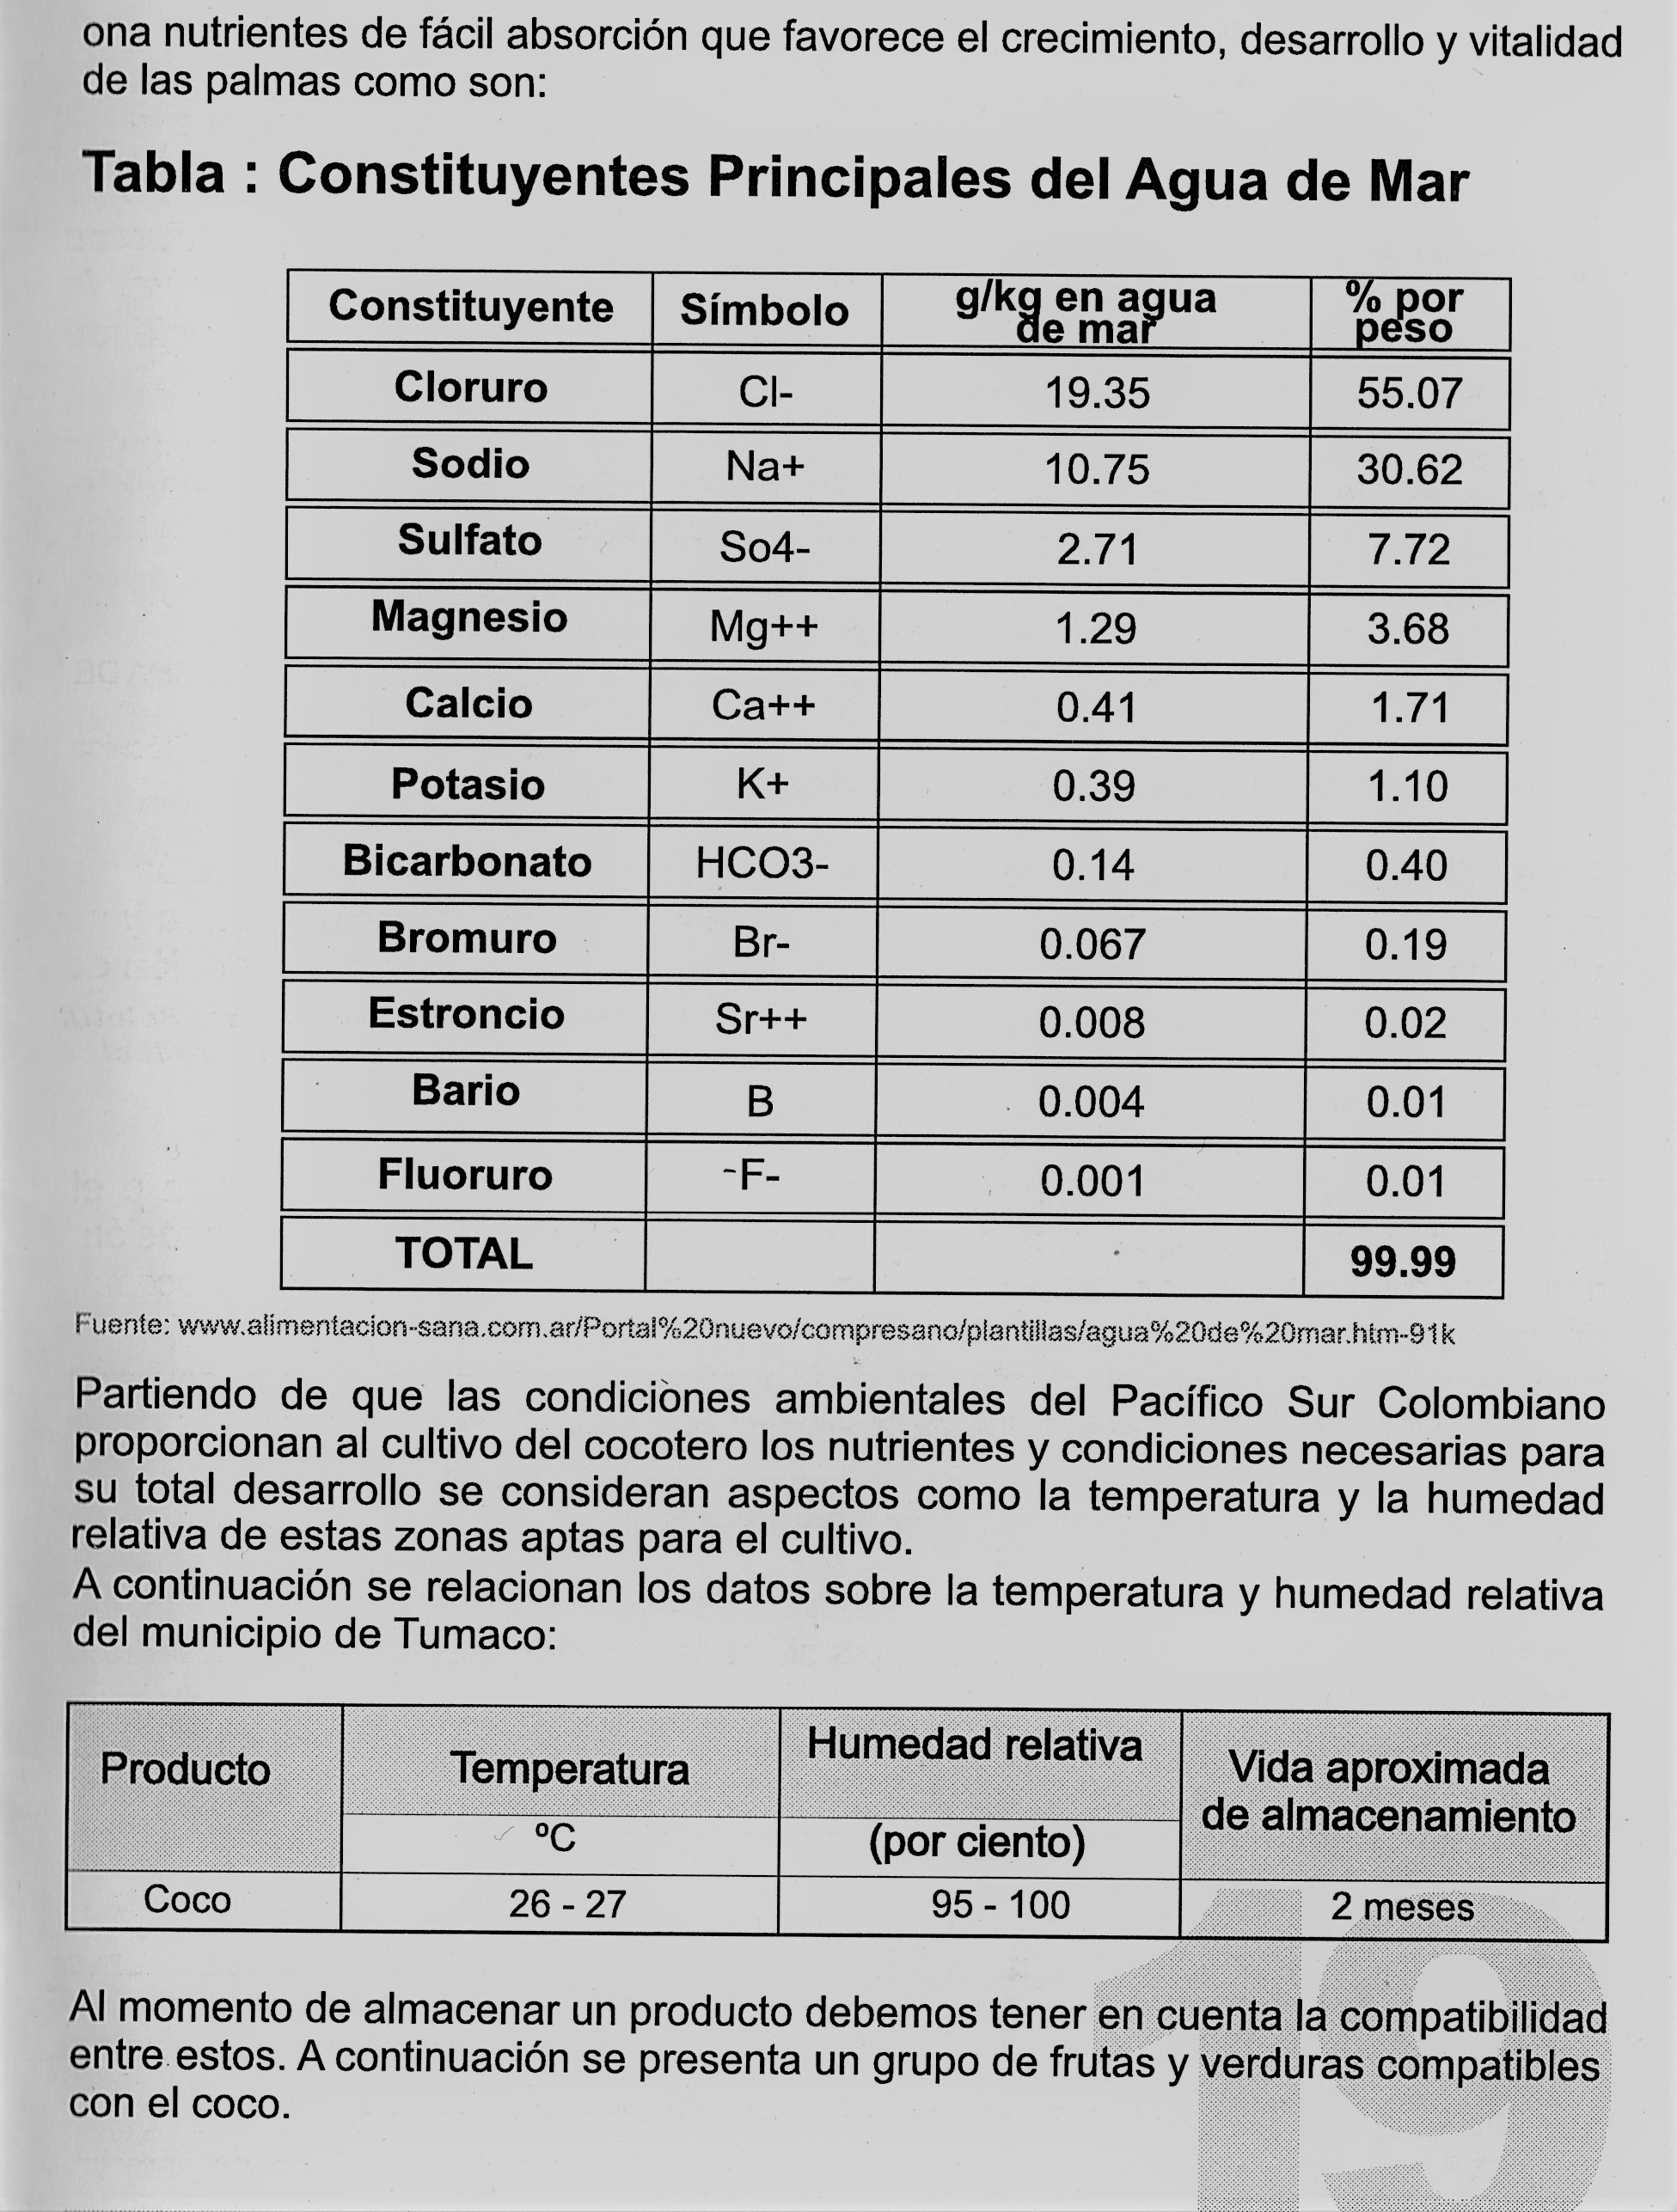 ona nutrientes de fácil absorción que favorece el crecimiento, desarrollo y vitalidad
de las palmas como son:
Tabla : Constituyentes Principales del Agua de Mar
Constituyente Símbolo g/kg en agua de mar % por peso
Cloruro Cl- 19.35 55.07
Sodio Na+ 10.75 30.62
Sulfato So4- 2.71 7.72
Magnesio Mg++ 1.29 3.68
Calcio Ca++ 0.41 1.71
Potasio K+ 0.39 1.10
Bicarbonato HCO3- 0.14 0.40
Bromuro Br- 0.067 0.19
Estroncio Sr++ 0.008 0.02
Bario B 0.004 0.01
Fluoruro -F- 0.001 0.01
TOTAL 99.99
Fuente: www.alimentacion-sana.com.ar/Portal%20nuevo/compresano/plantillas/agua%20de%20mar.htm-91k
Partiendo de que las condiciones ambientales del Pacífico Sur Colombiano
proporcionan al cultivo del cocotero los nutrientes y condiciones necesarias para
su total desarrollo se consideran aspectos como la temperatura y la humedad
relativa de estas zonas aptas para el cultivo.
A continuación se relacionan los datos sobre la temperatura y humedad relativa
del municipio de Tumaco:
Producto Temperatura Humedad relativa Vida aproximada
de almacenamiento
ºC (por ciento)
Coco 26 - 27 95 - 100 2 meses
Al momento de almacenar un producto debemos tener en cuenta la compatibilidad
entre estos. A continuación se presenta un grupo de frutas y verduras compatibles
con el coco.
19